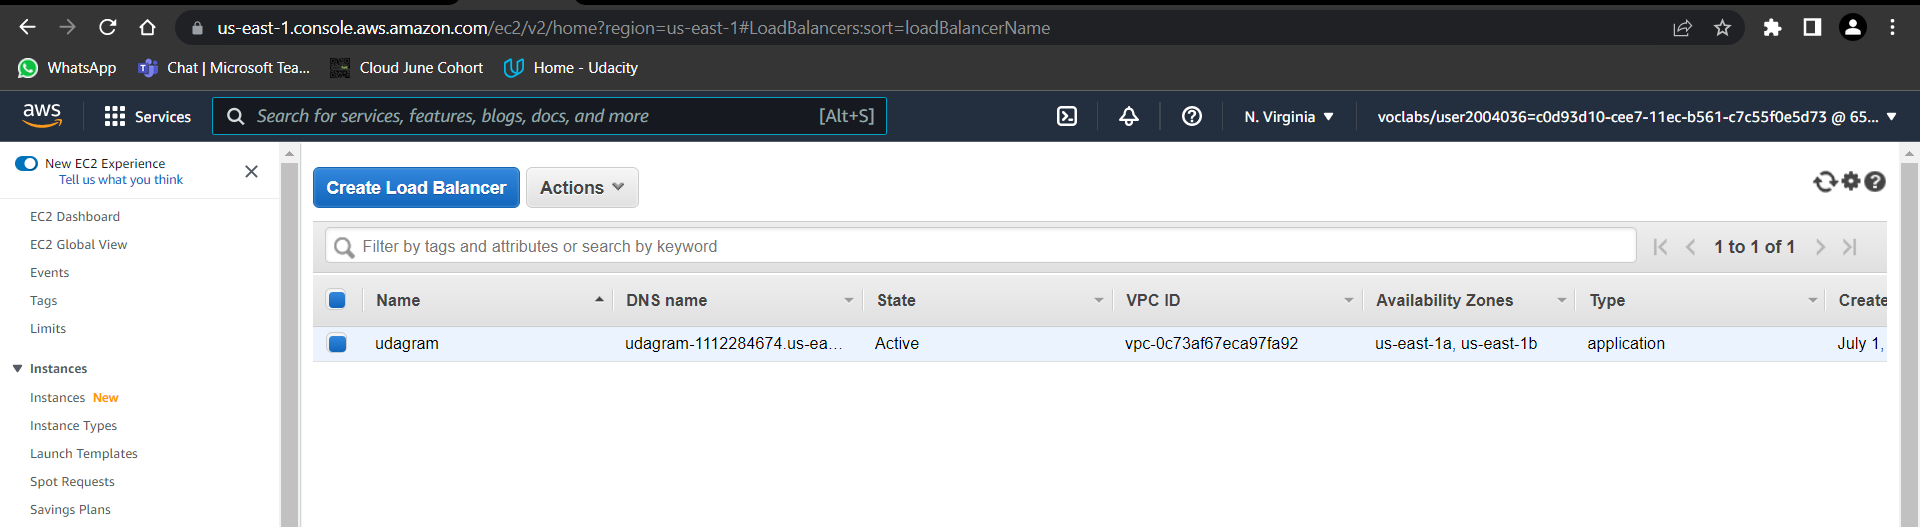 us-east-1.console.aws.amazon.com/ec2/v2/home?region=us-east-1#LoadBalancers:sort=loadBalancerName
WhatsApp Chat | Microsoft Tea... Cloud June Cohort Home - Udacity
aws Services Search for services, features, blogs, docs, and more [Alt+S] N. Virginia voclabs/user2004036=c0d93d10-cee7-11ec-b561-c7c55f0e5d73 @ 65...
New EC2 Experience
Tell us what you think
EC2 Dashboard
EC2 Global View
Events
Tags
Limits
Instances
Instances New
Instance Types
Launch Templates
Spot Requests
Savings Plans
Create Load Balancer Actions
Filter by tags and attributes or search by keyword 1 to 1 of 1
Name DNS name State VPC ID Availability Zones Type Create
udagram udagram-1112284674.us-ea... Active vpc-0c73af67eca97fa92 us-east-1a, us-east-1b application July 1,